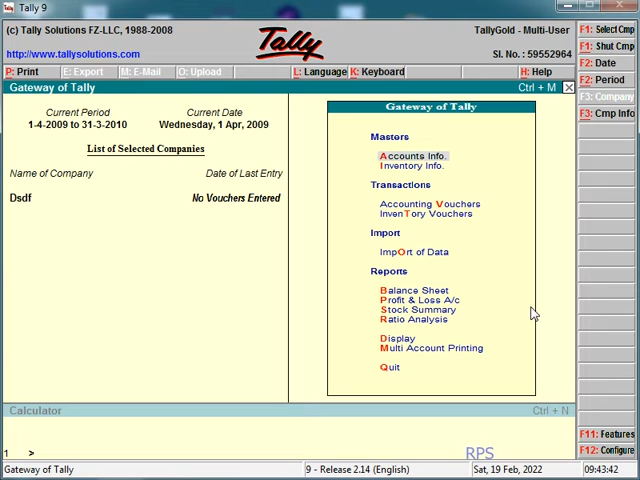 Tally 9
(c) Tally Solutions FZ-LLC, 1988-2008
TallyGold - Multi-User
http://www.tallysolutions.com
Tally
Sl. No. : 59552964
P: Print
E: Export
M: E-Mail
O: Upload
L: Language
K: Keyboard
H: Help
Gateway of Tally
Ctrl + M
Current Period
Current Date
1-4-2009 to 31-3-2010
Wednesday, 1 Apr, 2009
List of Selected Companies
Name of Company
Date of Last Entry
Dsdf
No Vouchers Entered
Gateway of Tally
Masters
Accounts Info.
Inventory Info.
Transactions
Accounting Vouchers
InvenTory Vouchers
Import
ImpOrt of Data
Reports
Balance Sheet
Profit & Loss A/c
Stock Summary
Ratio Analysis
Display
Multi Account Printing
Quit
F1: Select Cmp
F1: Shut Cmp
F2: Date
F2: Period
F3: Company
F3: Cmp Info
F11: Features
F12: Configure
Calculator
Ctrl + N
1 >
RPS
Gateway of Tally
9 - Release 2.14 (English)
Sat, 19 Feb, 2022
09:43:42